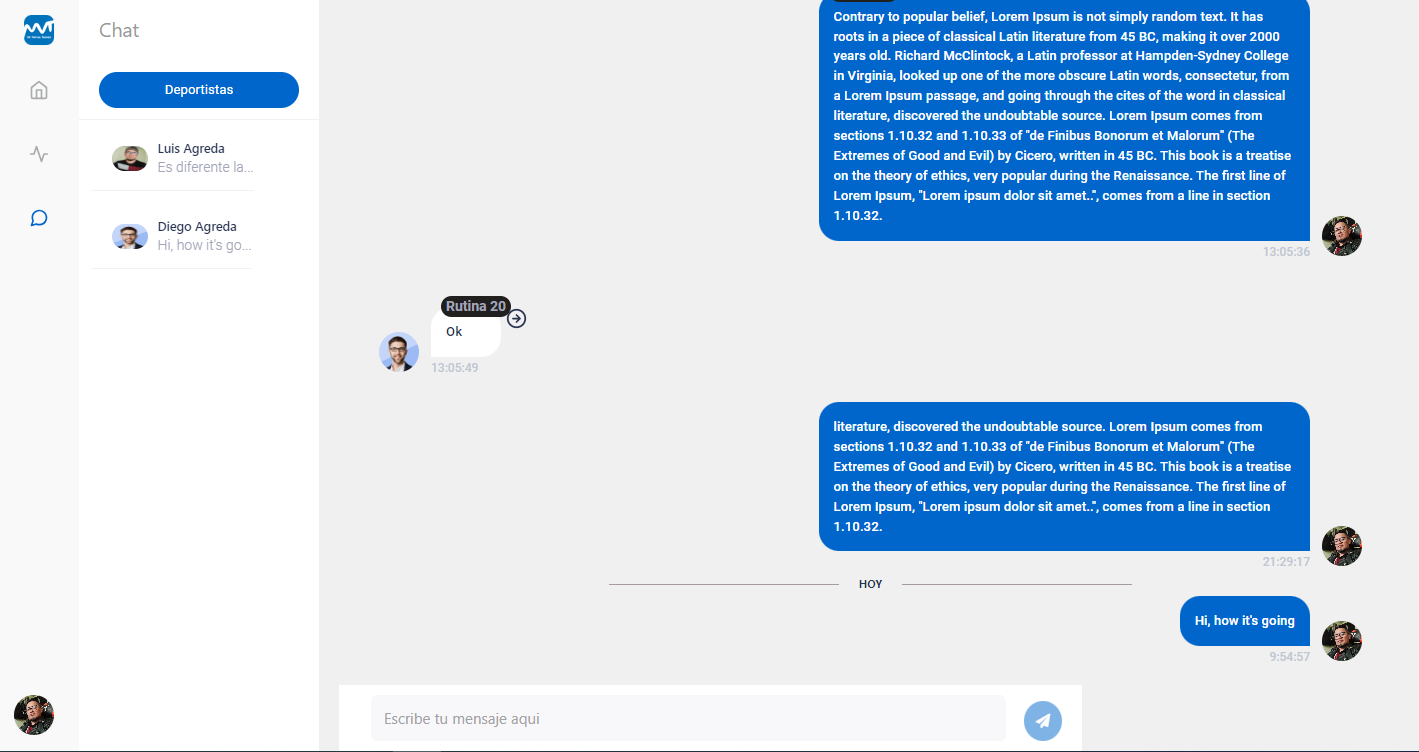 Chat
Deportistas
Luis Agreda
Es diferente la...
Diego Agreda
Hi, how it's go...
Contrary to popular belief, Lorem Ipsum is not simply random text. It has
roots in a piece of classical Latin literature from 45 BC, making it over 2000
years old. Richard McClintock, a Latin professor at Hampden-Sydney College
in Virginia, looked up one of the more obscure Latin words, consectetur, from
a Lorem Ipsum passage, and going through the cites of the word in classical
literature, discovered the undoubtable source. Lorem Ipsum comes from
sections 1.10.32 and 1.10.33 of "de Finibus Bonorum et Malorum" (The
Extremes of Good and Evil) by Cicero, written in 45 BC. This book is a treatise
on the theory of ethics, very popular during the Renaissance. The first line of
Lorem Ipsum, "Lorem ipsum dolor sit amet..", comes from a line in section
1.10.32.
13:05:36
Rutina 20
Ok
13:05:49
literature, discovered the undoubtable source. Lorem Ipsum comes from
sections 1.10.32 and 1.10.33 of "de Finibus Bonorum et Malorum" (The
Extremes of Good and Evil) by Cicero, written in 45 BC. This book is a treatise
on the theory of ethics, very popular during the Renaissance. The first line of
Lorem Ipsum, "Lorem ipsum dolor sit amet..", comes from a line in section
1.10.32.
21:29:17
HOY
Hi, how it's going
9:54:57
Escribe tu mensaje aqui